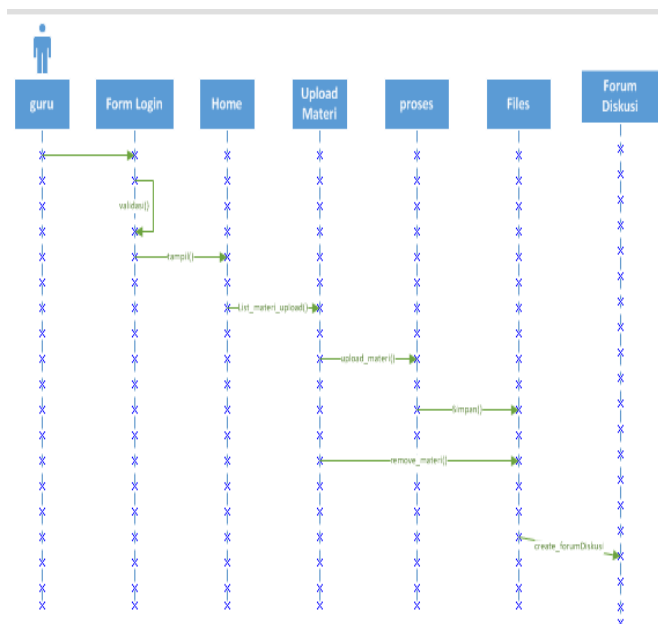 guru
Form Login
Home
Upload
Materi
proses
Files
Forum
Diskusi
validasi()
tampil()
List_materi_upload()
upload_materi()
Simpan()
remove_materi()
create_forumDiskusi